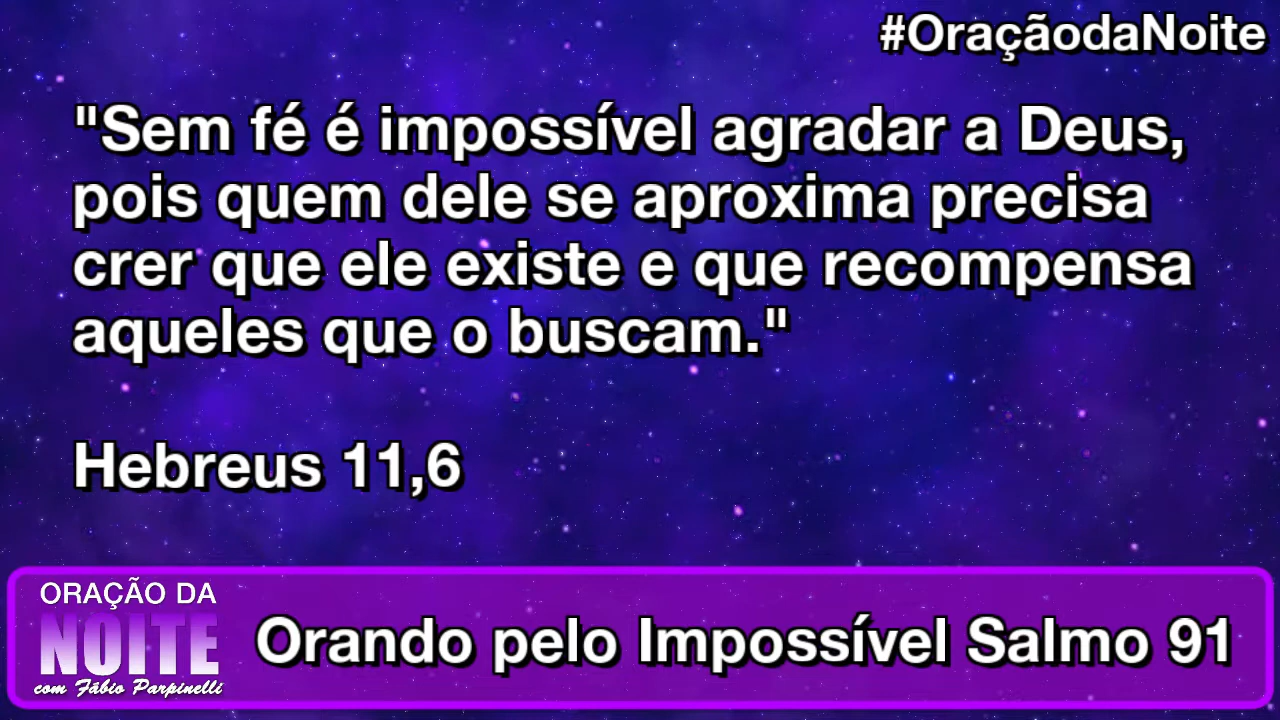 #OraçãodaNoite
"Sem fé é impossível agradar a Deus,
pois quem dele se aproxima precisa
crer que ele existe e que recompensa
aqueles que o buscam."
Hebreus 11,6
ORAÇÃO DA
NOITE
com Fábio Parpinelli
Orando pelo Impossível Salmo 91